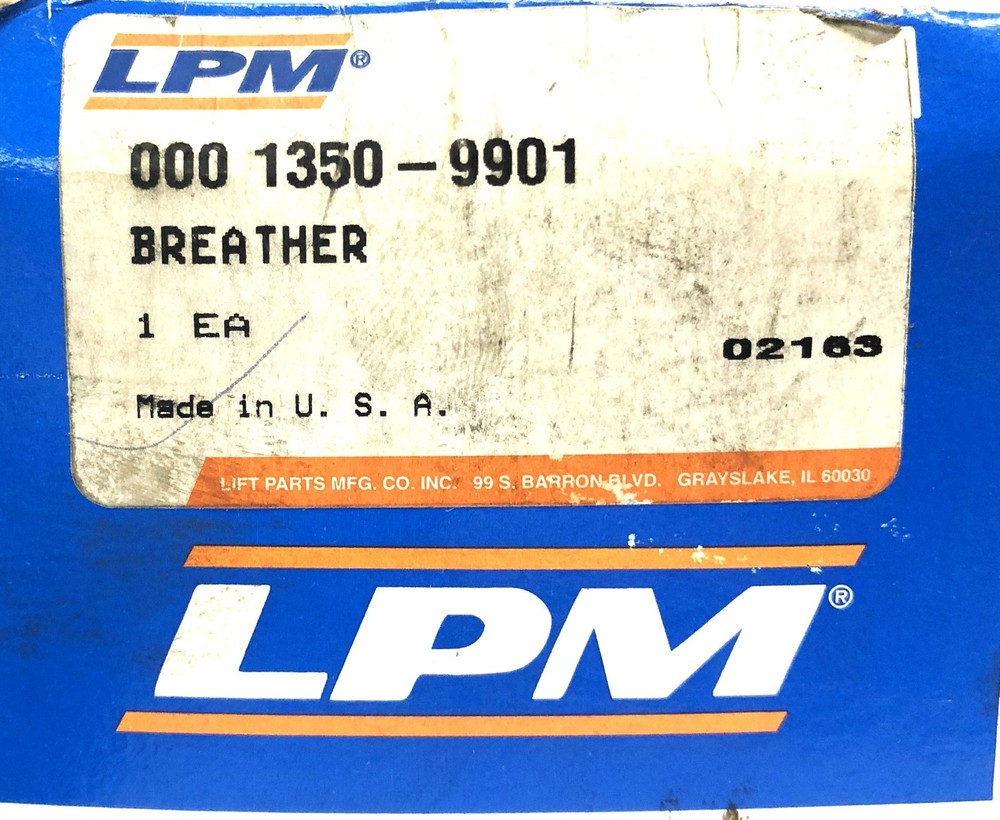 LPM®
000 1350-9901
BREATHER
1 EA
02163
Made in U. S. A.
LIFT PARTS MFG. CO. INC. 99 S. BARRON BLVD. GRAYSLAKE, IL 60030
LPM®